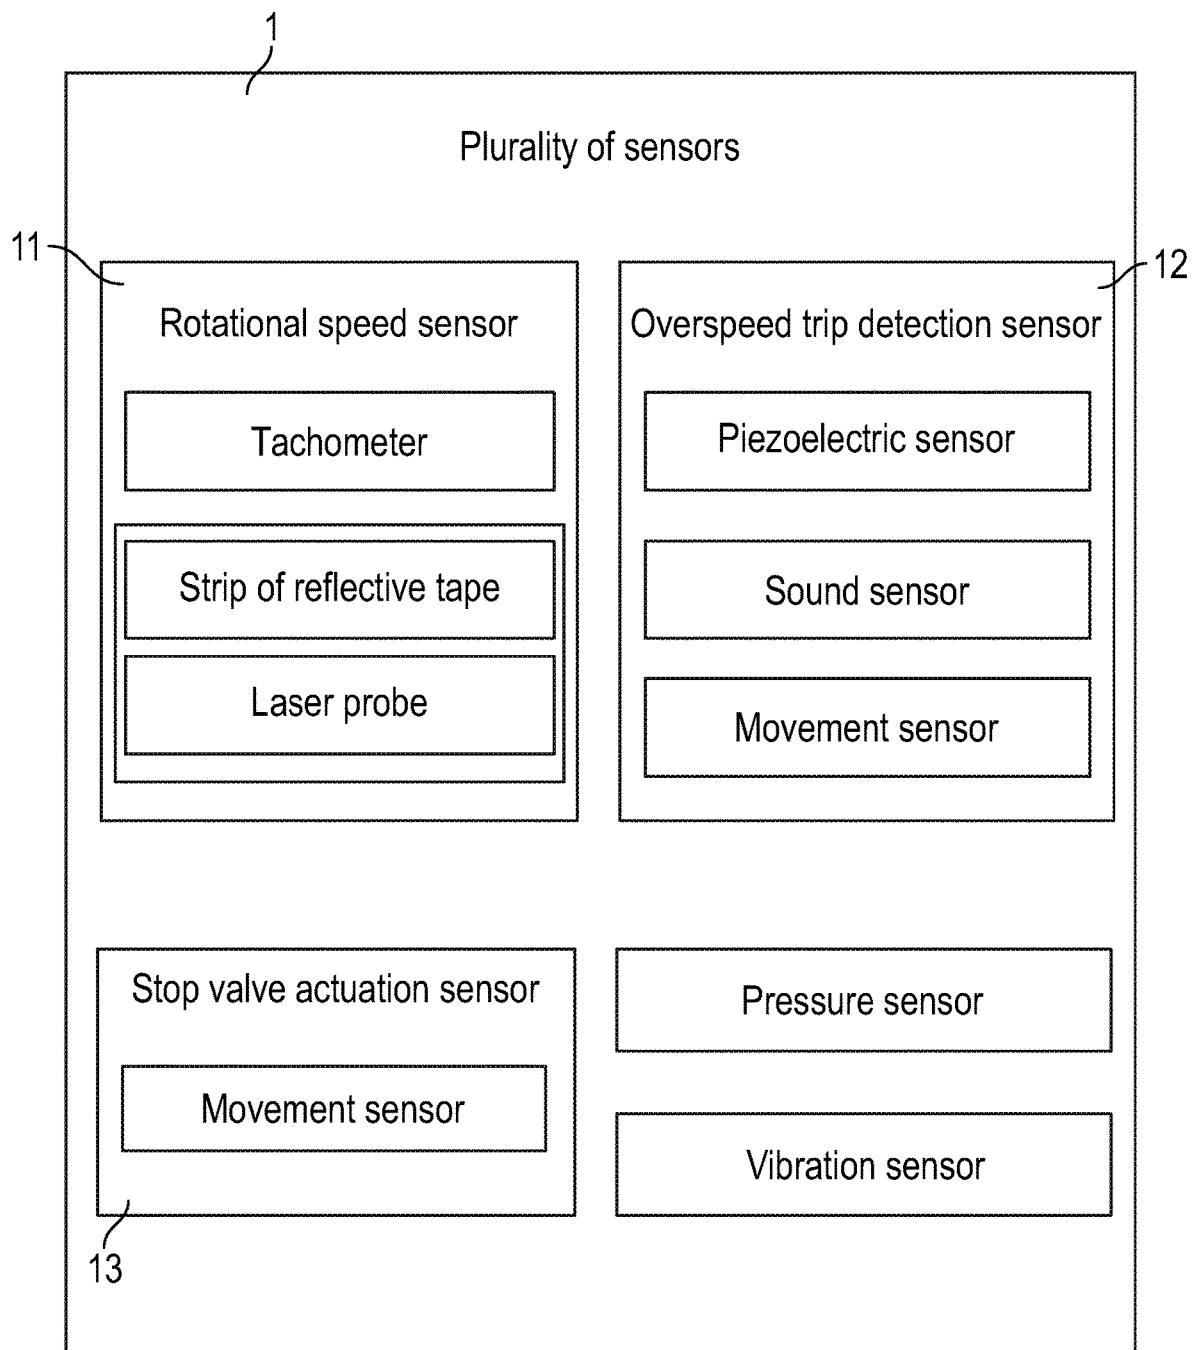 1
Plurality of sensors
11
12
Rotational speed sensor
Tachometer
Strip of reflective tape
Laser probe
Overspeed trip detection sensor
Piezoelectric sensor
Sound sensor
Movement sensor
Stop valve actuation sensor
Movement sensor
13
Pressure sensor
Vibration sensor